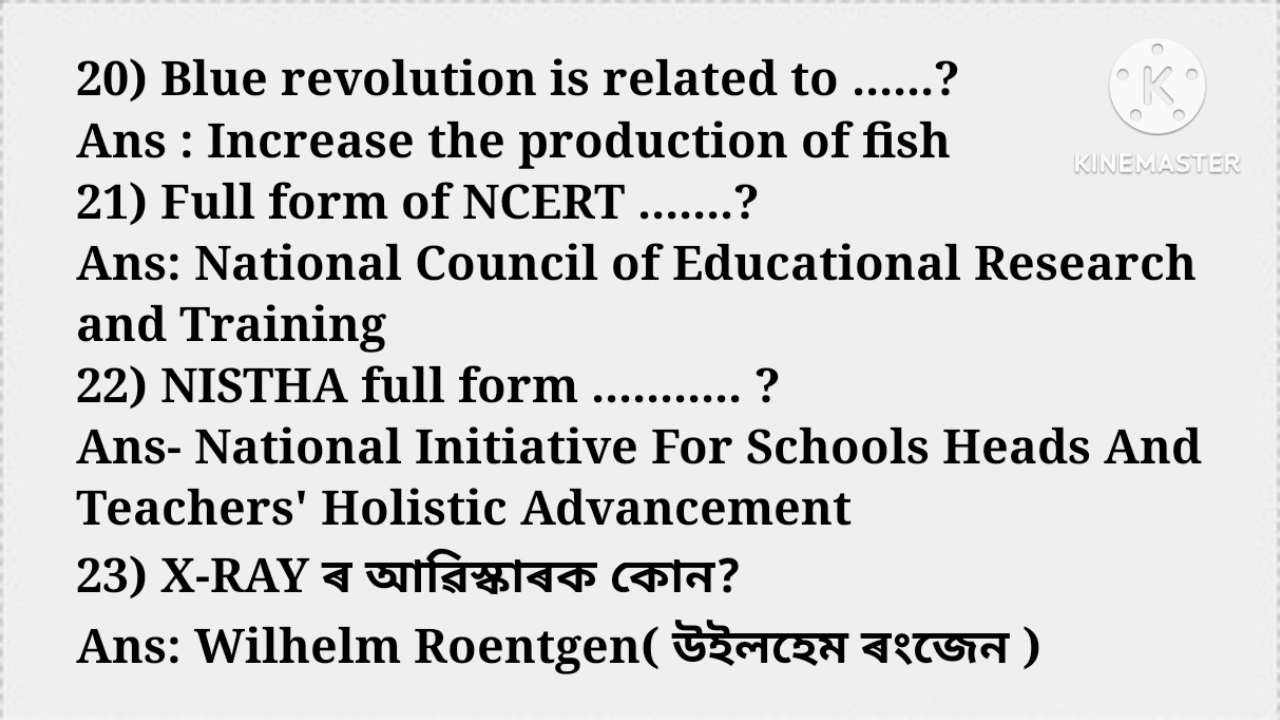 20) Blue revolution is related to ......?
KINEMASTER
Ans : Increase the production of fish
21) Full form of NCERT .......?
Ans: National Council of Educational Research
and Training
22) NISTHA full form ........... ?
Ans- National Initiative For Schools Heads And
Teachers' Holistic Advancement
23) X-RAY ৰ আৱিস্কাৰক কোন?
Ans: Wilhelm Roentgen( উইলহেম ৰংজেন )